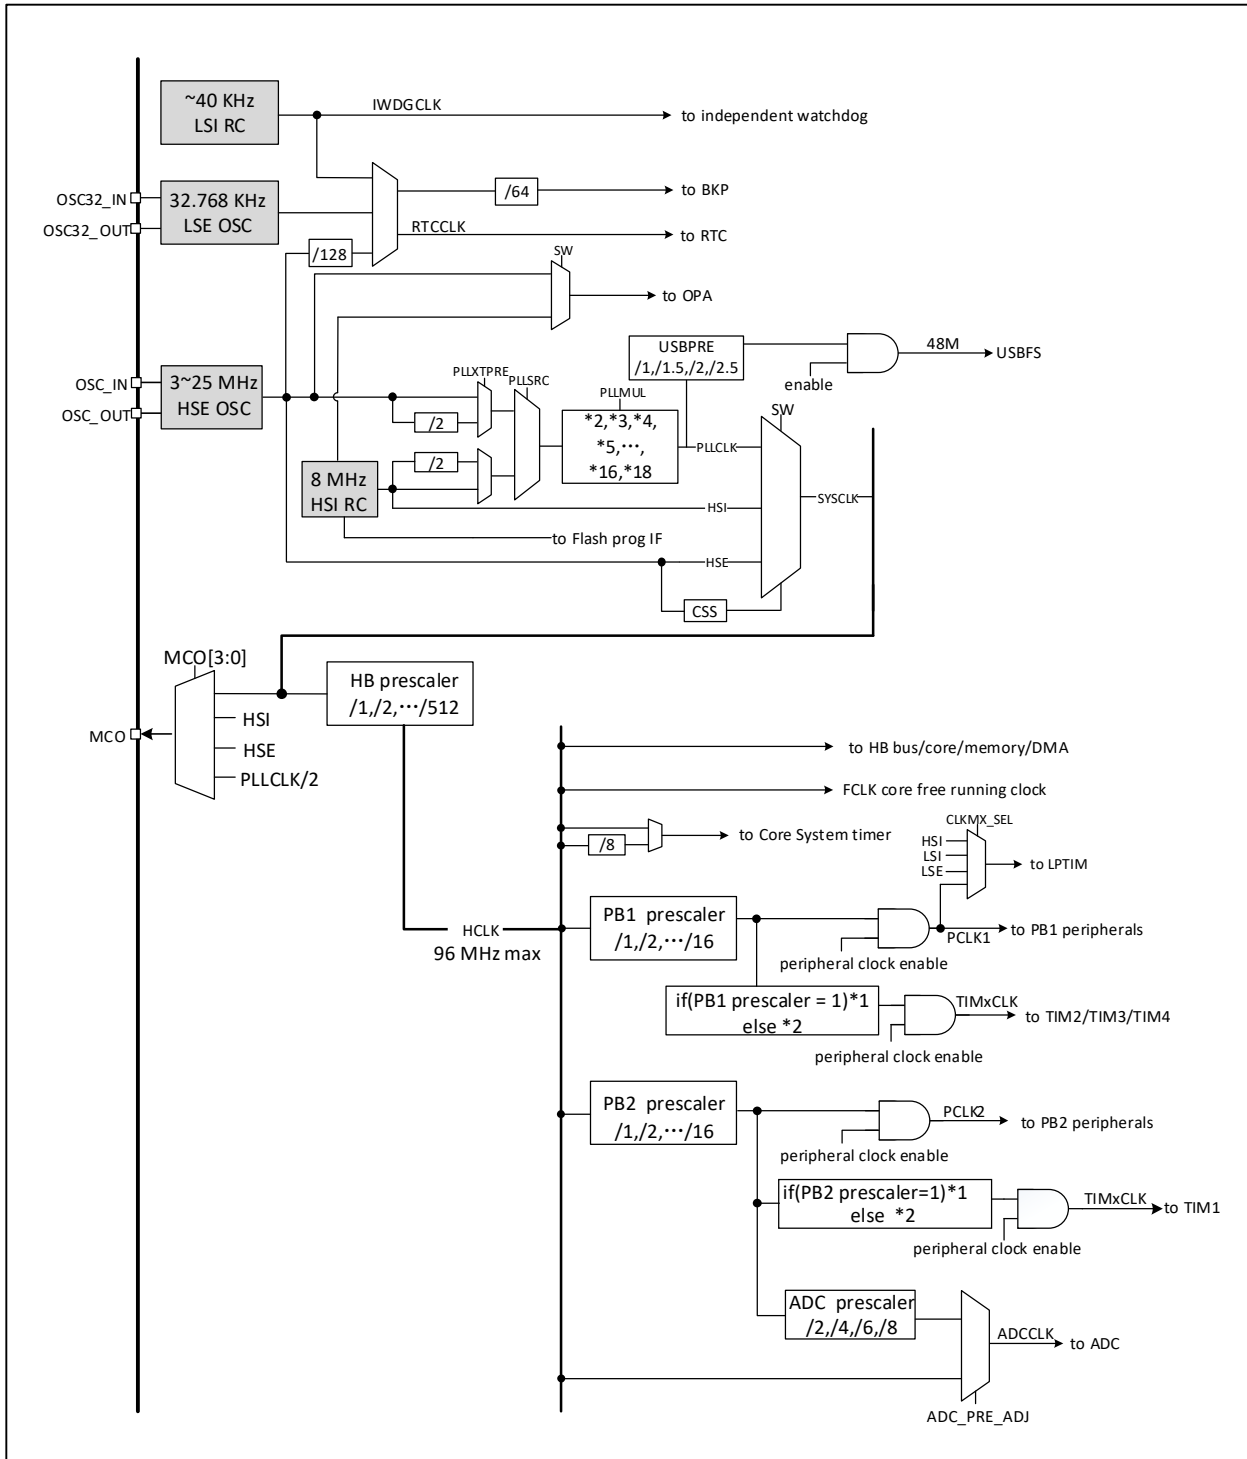 ~40 KHz
LSI RC
IWDGCLK
to independent watchdog
OSC32_IN
OSC32_OUT
32.768 KHz
LSE OSC
/64
to BKP
RTCCLK
to RTC
/128
SW
to OPA
USBPRE
/1,/1.5,/2,/2.5
enable
48M
USBFS
OSC_IN
OSC_OUT
3~25 MHz
HSE OSC
PLLXTPRE
PLLSRC
/2
/2
PLLMUL
*2,*3,*4,
*5,⋯,
*16,*18
PLLCLK
SW
SYSCLK
8 MHz
HSI RC
HSI
to Flash prog IF
HSE
CSS
MCO[3:0]
HSI
HSE
PLLCLK/2
MCO
HB prescaler
/1,/2,⋯/512
to HB bus/core/memory/DMA
FCLK core free running clock
/8
to Core System timer
CLKMX_SEL
HSI
LSI
LSE
to LPTIM
HCLK
96 MHz max
PB1 prescaler
/1,/2,⋯/16
peripheral clock enable
PCLK1
to PB1 peripherals
if(PB1 prescaler = 1)*1
else *2
TIMxCLK
to TIM2/TIM3/TIM4
peripheral clock enable
PB2 prescaler
/1,/2,⋯/16
PCLK2
to PB2 peripherals
peripheral clock enable
if(PB2 prescaler=1)*1
else *2
TIMxCLK
to TIM1
peripheral clock enable
ADC prescaler
/2,/4,/6,/8
ADCCLK
to ADC
ADC_PRE_ADJ